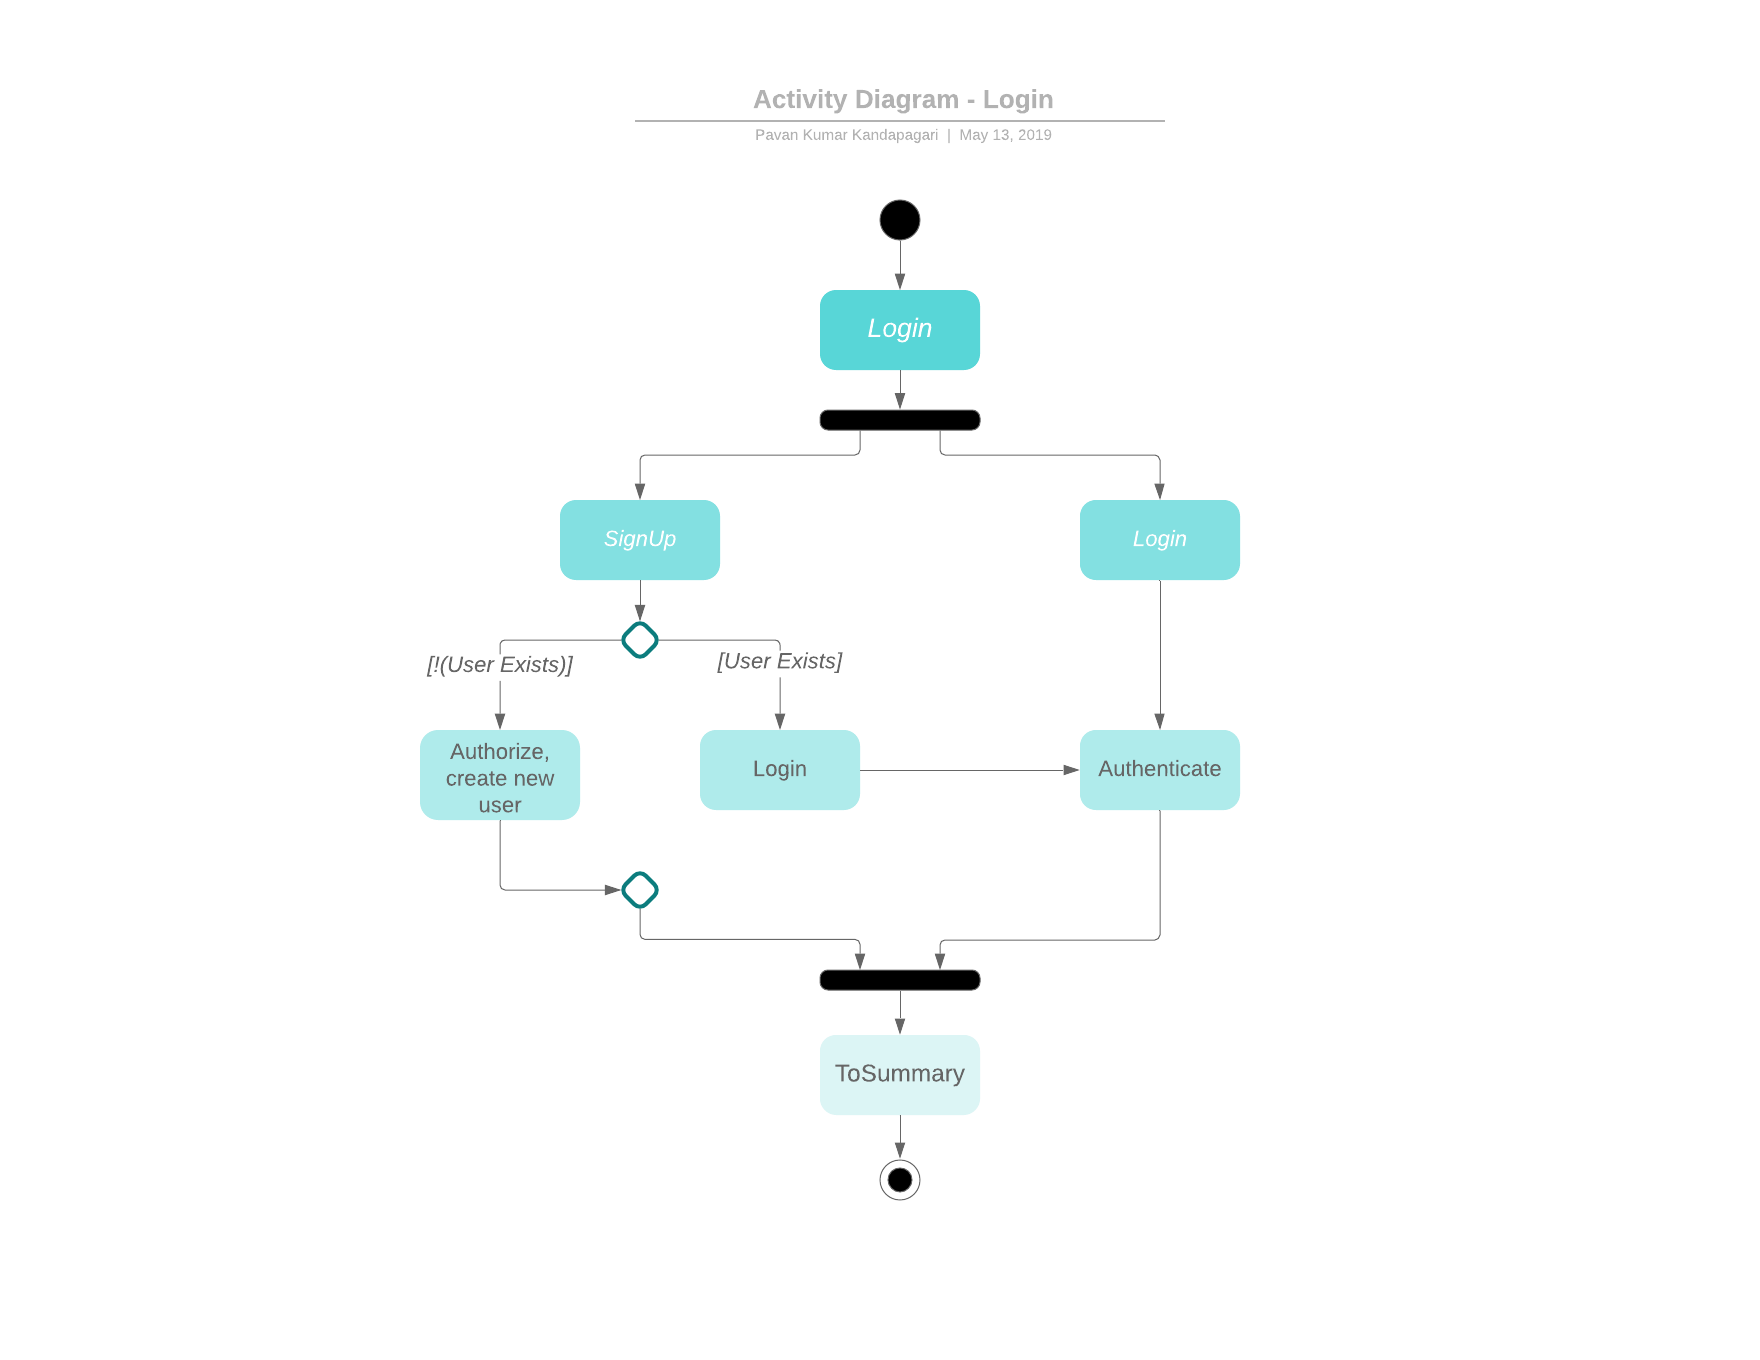 Activity Diagram - Login
Pavan Kumar Kandapagari | May 13, 2019
Login
SignUp
Login
[!(User Exists)]
[User Exists]
Authorize,
create new
user
Login
Authenticate
ToSummary